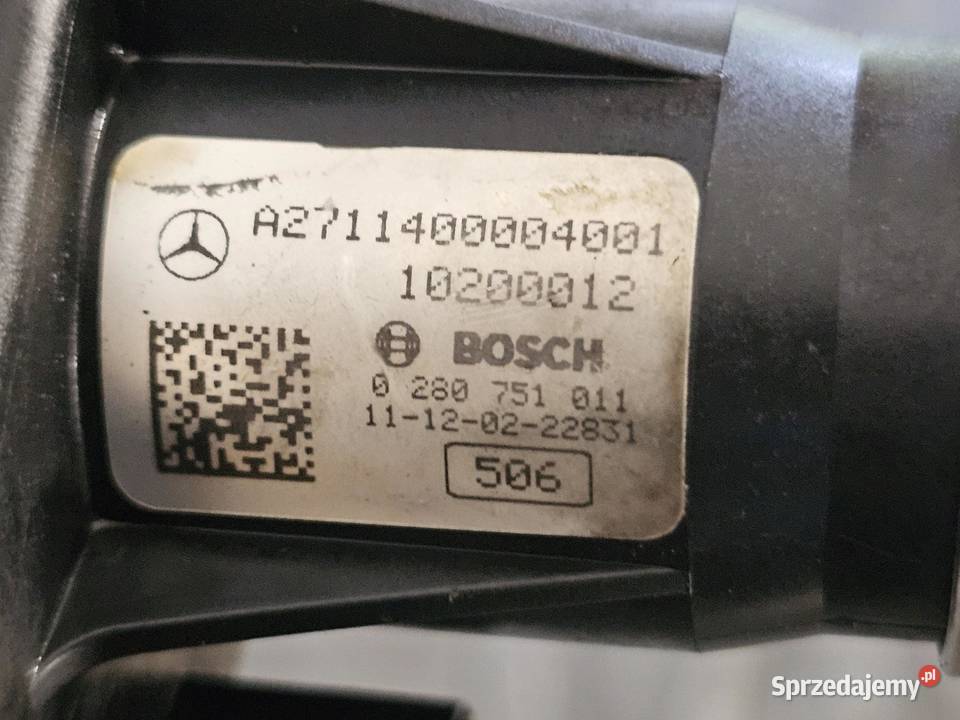 A2711400004001
10200012
BOSCH
0 280 751 011
11-12-02-22831
506
Sprzedajemy.pl